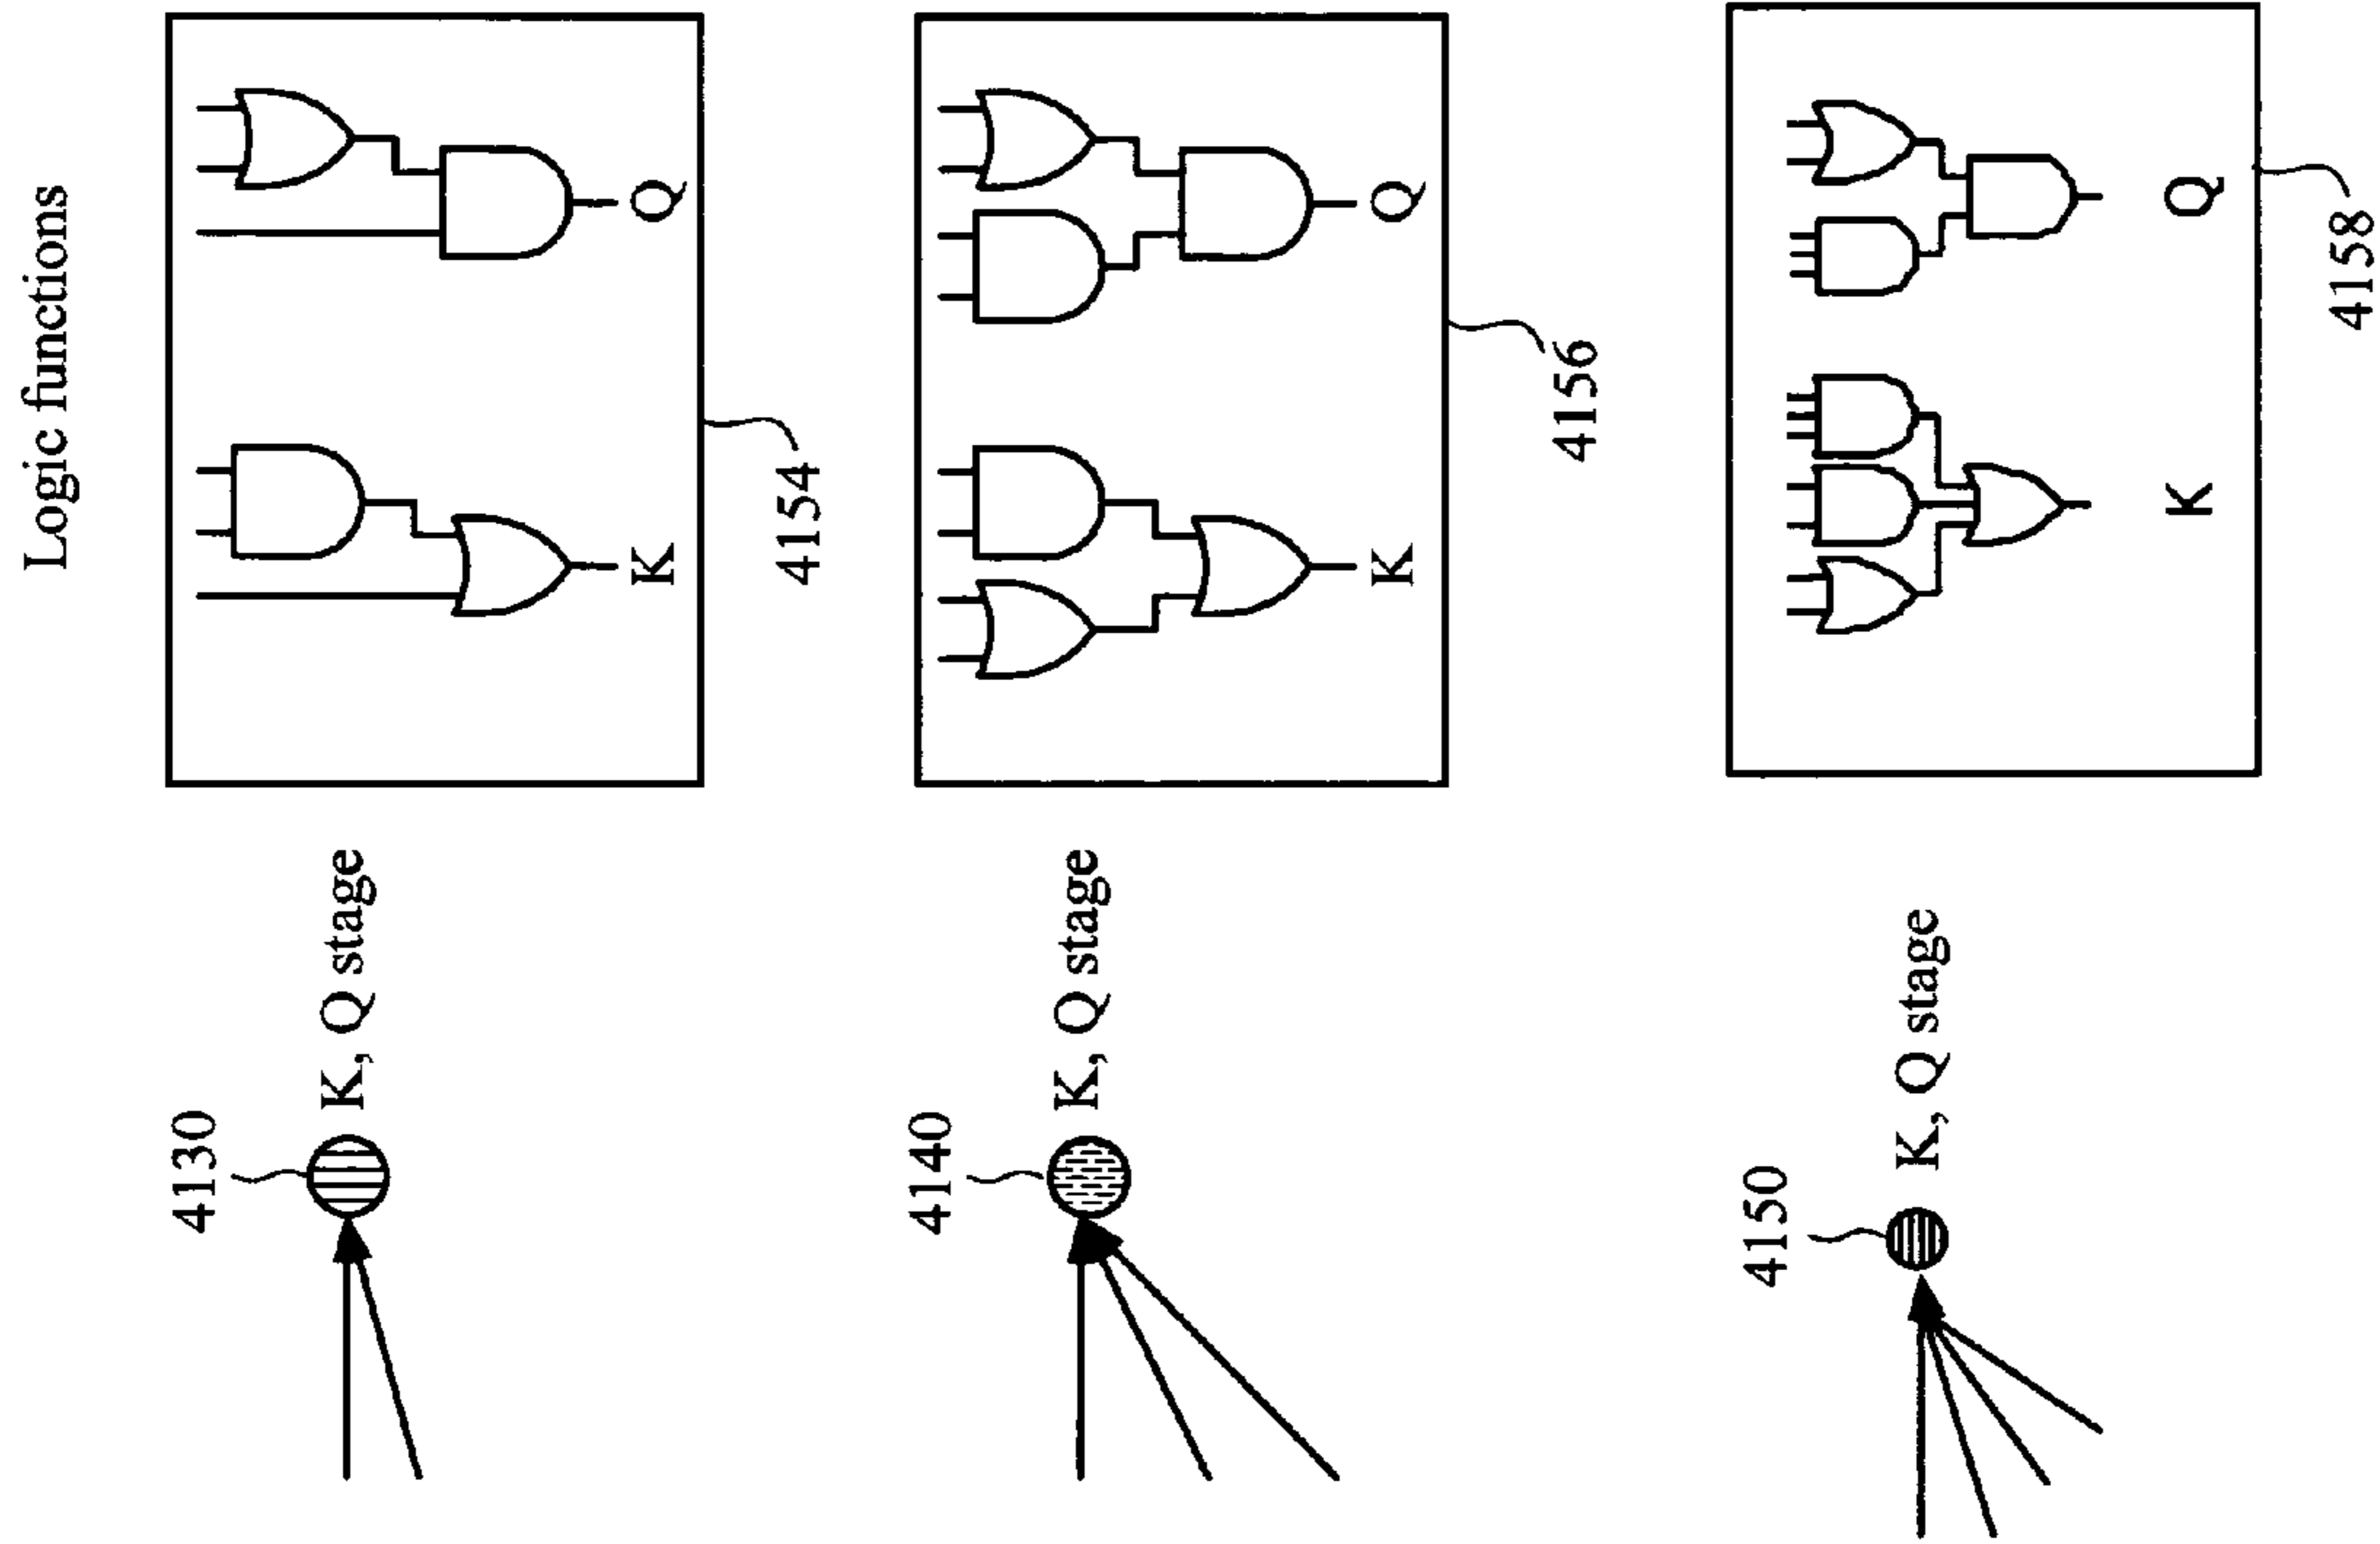 Logic functions
4130
K, Q stage
K
Q
4154
4140
K, Q stage
K
Q
4156
4150
K, Q stage
K
Q
4158